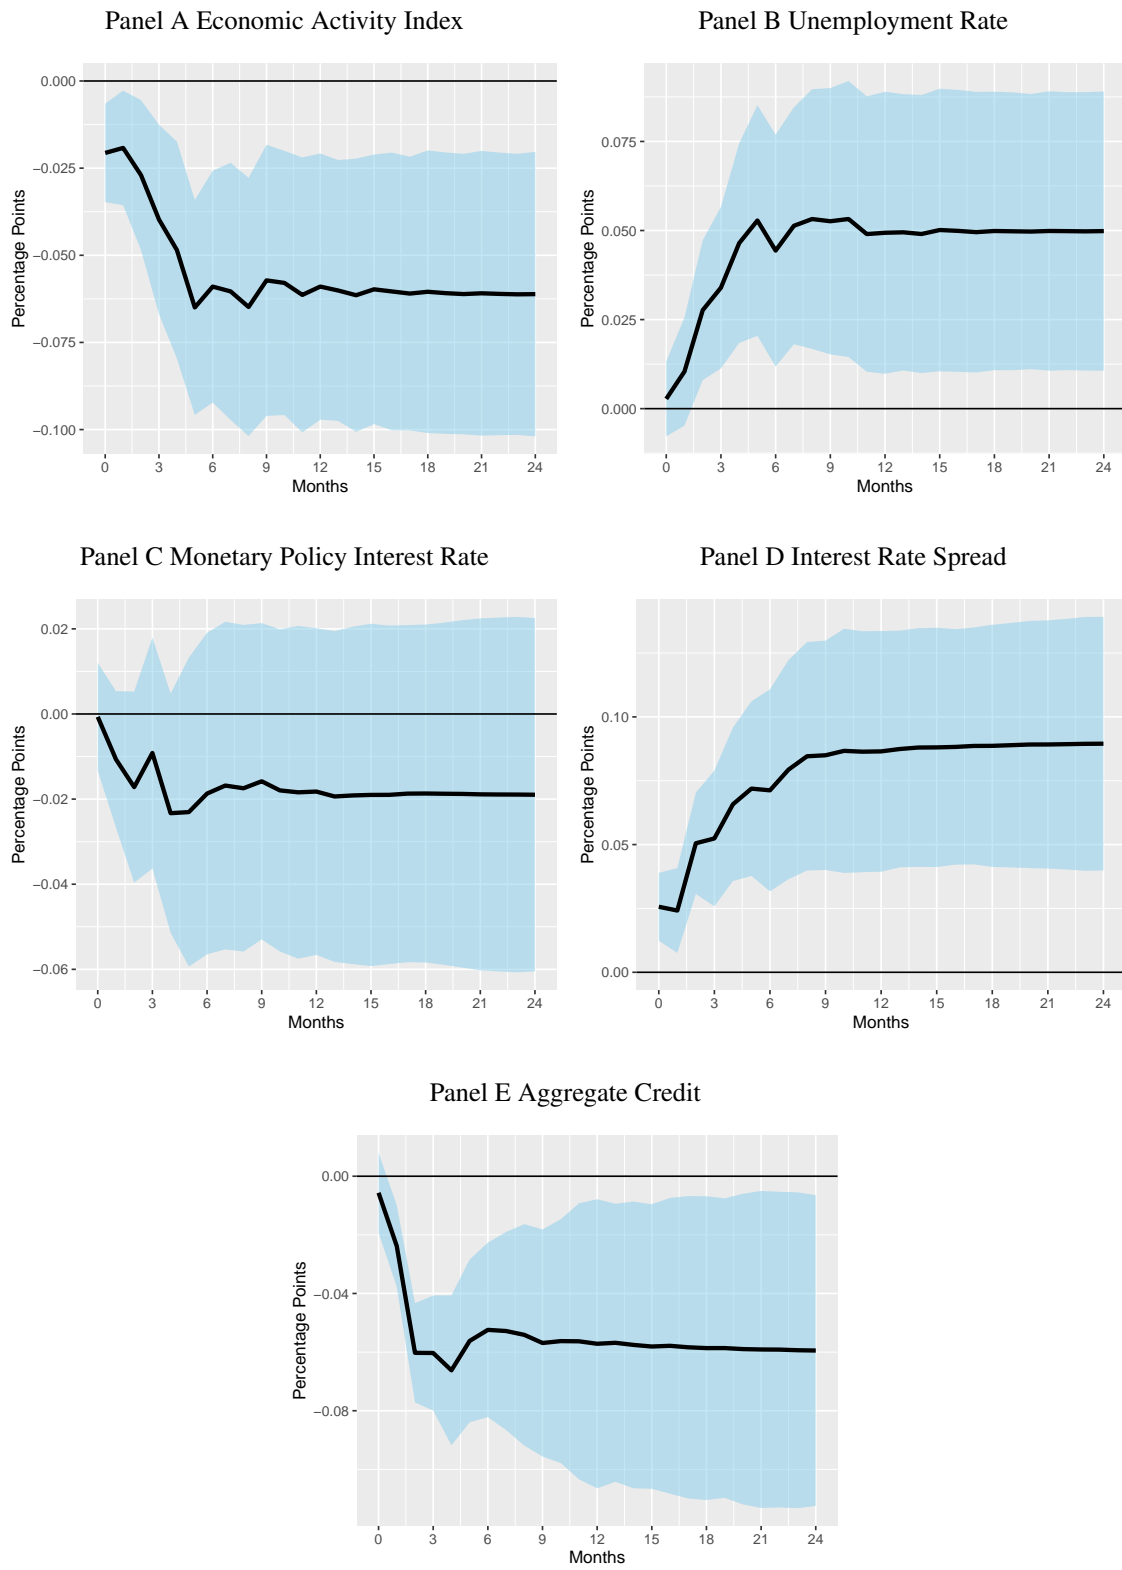 Panel A Economic Activity Index
0.000
−0.025
−0.050
−0.075
−0.100
Percentage Points
0 3 6 9 12 15 18 21 24
Months
Panel B Unemployment Rate
0.075
0.050
0.025
0.000
Percentage Points
0 3 6 9 12 15 18 21 24
Months
Panel C Monetary Policy Interest Rate
0.02
0.00
−0.02
−0.04
−0.06
Percentage Points
0 3 6 9 12 15 18 21 24
Months
Panel D Interest Rate Spread
0.10
0.05
0.00
Percentage Points
0 3 6 9 12 15 18 21 24
Months
Panel E Aggregate Credit
0.00
−0.04
−0.08
Percentage Points
0 3 6 9 12 15 18 21 24
Months